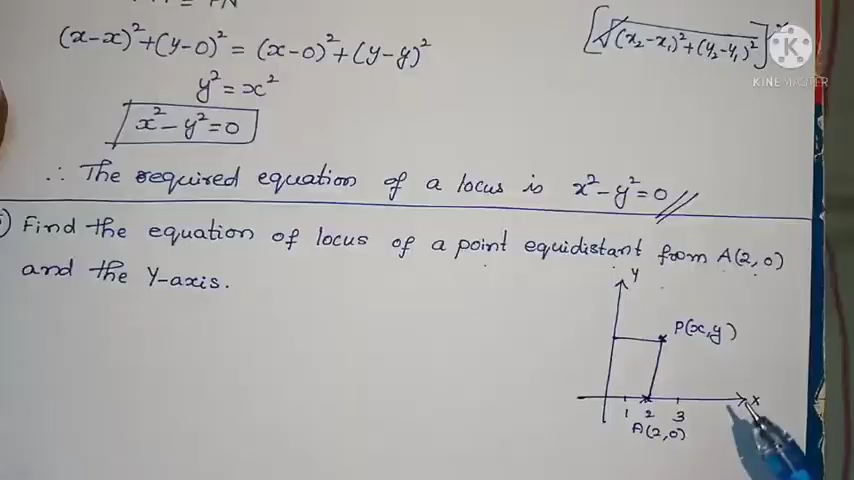 (x-x)²+(y-0)² = (x-0)²+(y-y)²
[√(x₂-x₁)²+(y₂-y₁)²]²
KINEMASTER
y² = x²
x²-y²=0
∴ The required equation of a locus is x²-y²=0
) Find the equation of locus of a point equidistant from A(2,0)
and the Y-axis.
Y
P(x,y)
X
1 2 3
A(2,0)